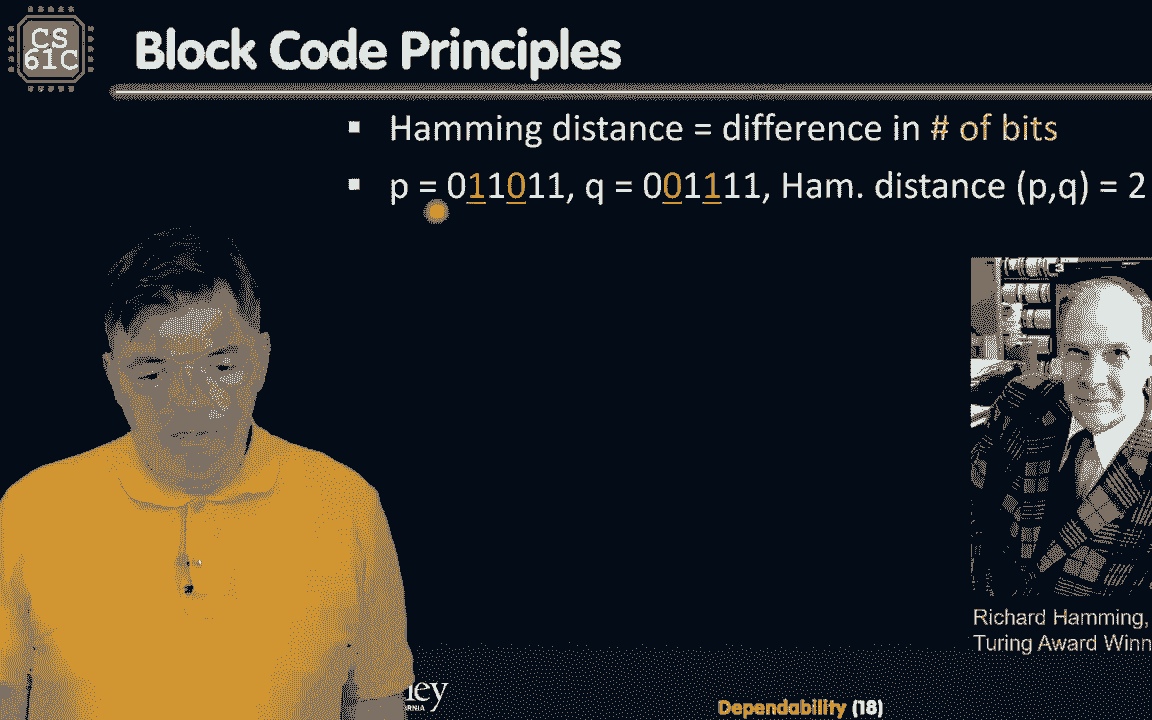 CS
61C
Block Code Principles
▪ Hamming distance = difference in # of bits
▪ p = 011011, q = 001111, Ham. distance (p,q) = 2
Richard Hamming,
Turing Award Winn
Dependability (18)